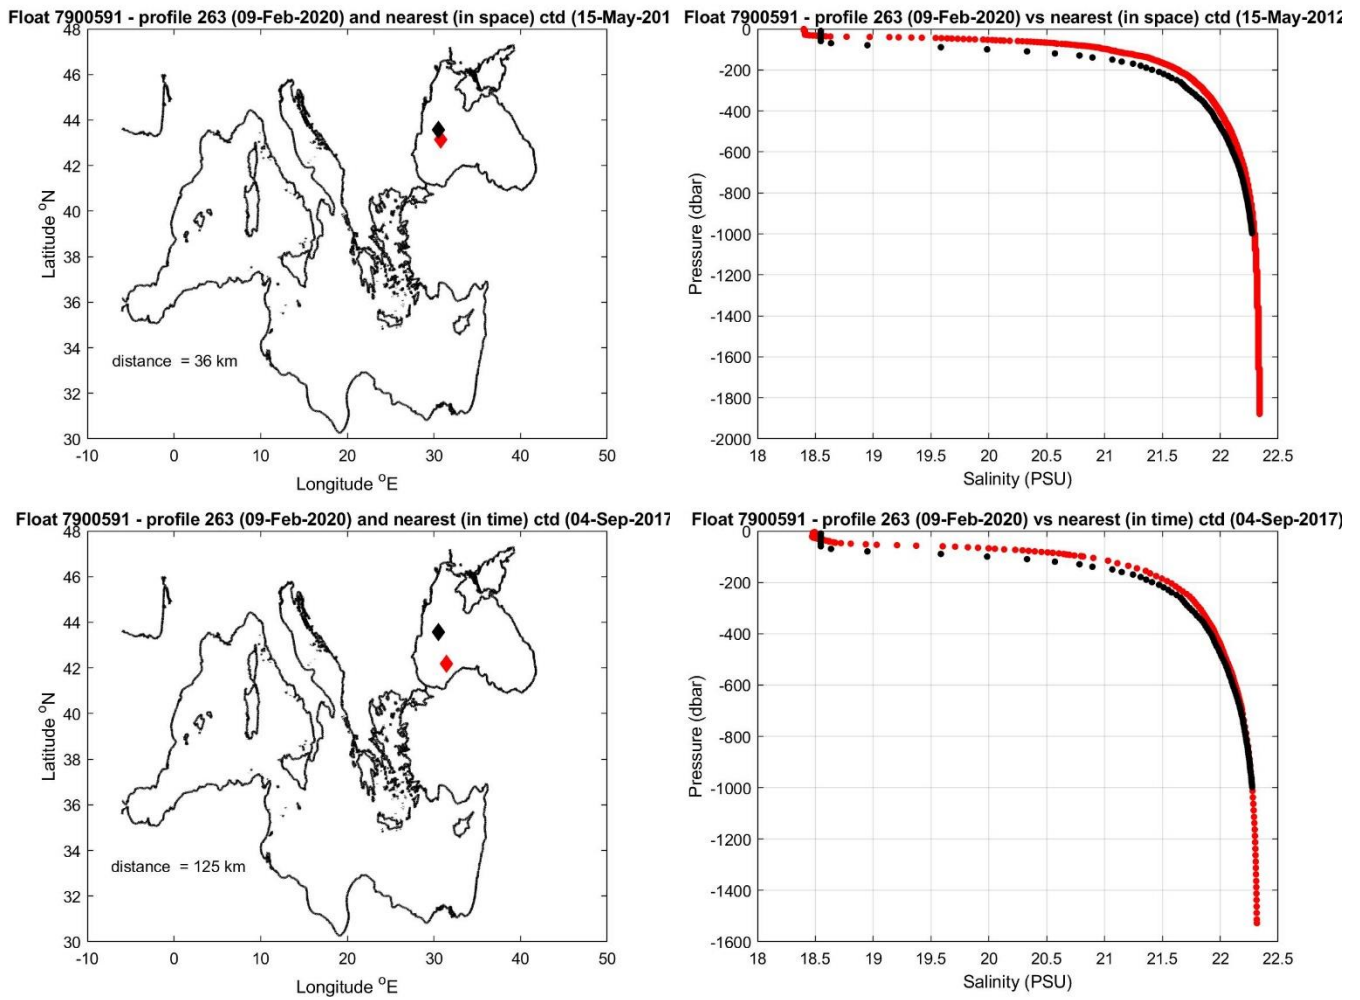 Float 7900591 - profile 263 (09-Feb-2020) and nearest (in space) ctd (15-May-201
48
46
44
42
40
38
36
34
32
30
Latitude °N
distance = 36 km
-10 0 10 20 30 40 50
Longitude °E
Float 7900591 - profile 263 (09-Feb-2020) vs nearest (in space) ctd (15-May-2012
0
-200
-400
-600
-800
-1000
-1200
-1400
-1600
-1800
-2000
Pressure (dbar)
18 18.5 19 19.5 20 20.5 21 21.5 22 22.5
Salinity (PSU)
Float 7900591 - profile 263 (09-Feb-2020) and nearest (in time) ctd (04-Sep-2017
48
46
44
42
40
38
36
34
32
30
Latitude °N
distance = 125 km
-10 0 10 20 30 40 50
Longitude °E
Float 7900591 - profile 263 (09-Feb-2020) vs nearest (in time) ctd (04-Sep-2017)
0
-200
-400
-600
-800
-1000
-1200
-1400
-1600
Pressure (dbar)
18 18.5 19 19.5 20 20.5 21 21.5 22 22.5
Salinity (PSU)